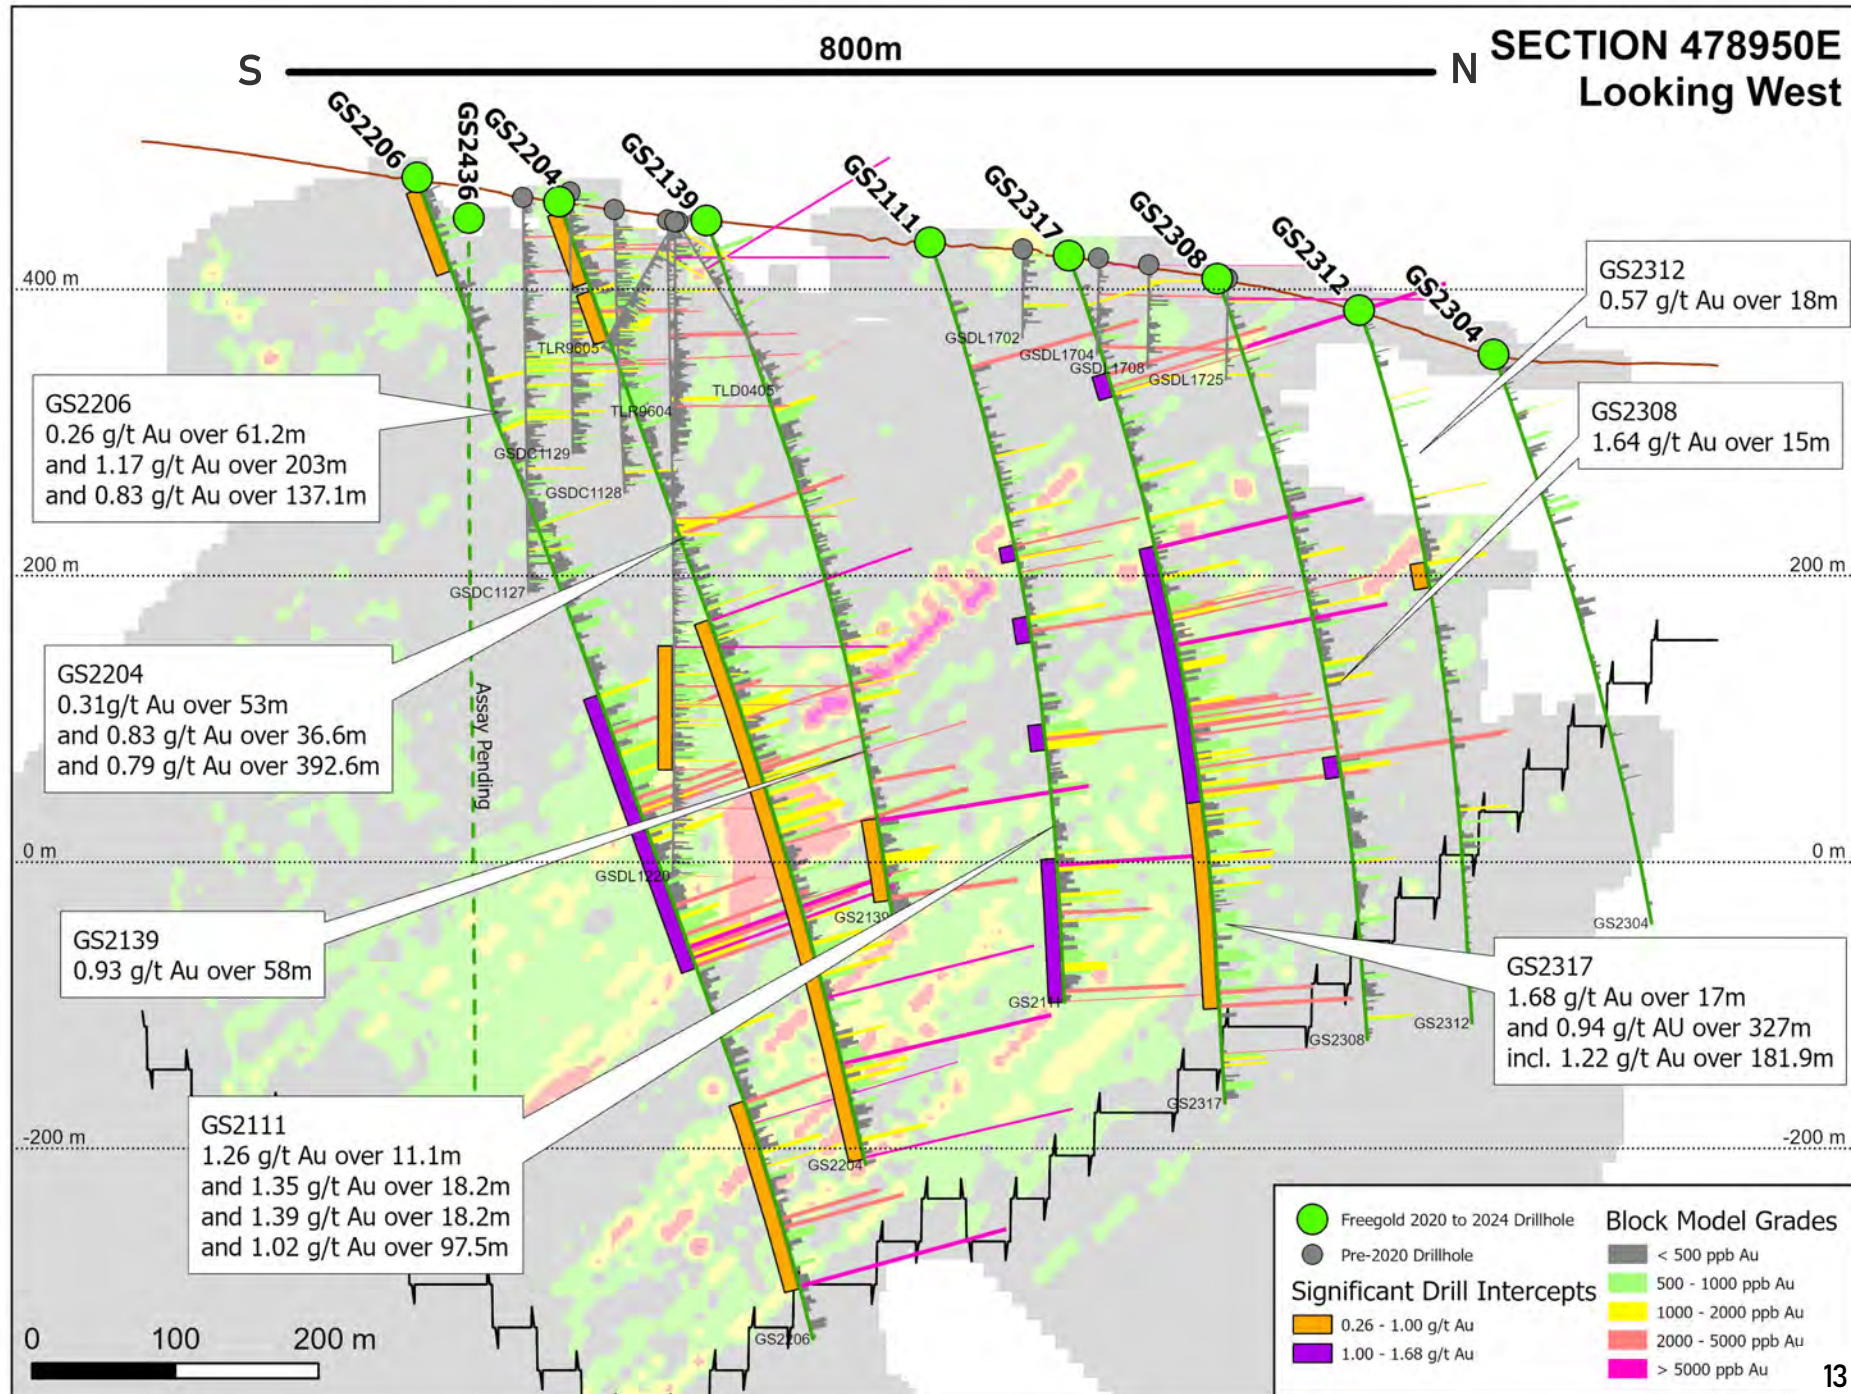 SECTION 478950E
Looking West
800m
S
N
GS2206
GS2436
GS2204
GS2139
GS2111
GS2317
GS2308
GS2312
GS2304
400 m
200 m
200 m
0 m
0 m
-200 m
-200 m
GS2312
0.57 g/t Au over 18m
GS2308
1.64 g/t Au over 15m
GS2206
0.26 g/t Au over 61.2m
and 1.17 g/t Au over 203m
and 0.83 g/t Au over 137.1m
GS2204
0.31g/t Au over 53m
and 0.83 g/t Au over 36.6m
and 0.79 g/t Au over 392.6m
GS2139
0.93 g/t Au over 58m
GS2111
1.26 g/t Au over 11.1m
and 1.35 g/t Au over 18.2m
and 1.39 g/t Au over 18.2m
and 1.02 g/t Au over 97.5m
GS2317
1.68 g/t Au over 17m
and 0.94 g/t AU over 327m
incl. 1.22 g/t Au over 181.9m
Assay Pending
TLR9605
TLR9604
TLD0405
GSDC1129
GSDC1128
GSDC1127
GSDL1702
GSDL1704
GSDL1708
GSDL1725
GSDL1220
GS2139
GS2111
GS2204
GS2206
GS2317
GS2308
GS2312
GS2304
0 100 200 m
Freegold 2020 to 2024 Drillhole
Pre-2020 Drillhole
Significant Drill Intercepts
0.26 - 1.00 g/t Au
1.00 - 1.68 g/t Au
Block Model Grades
< 500 ppb Au
500 - 1000 ppb Au
1000 - 2000 ppb Au
2000 - 5000 ppb Au
> 5000 ppb Au
13